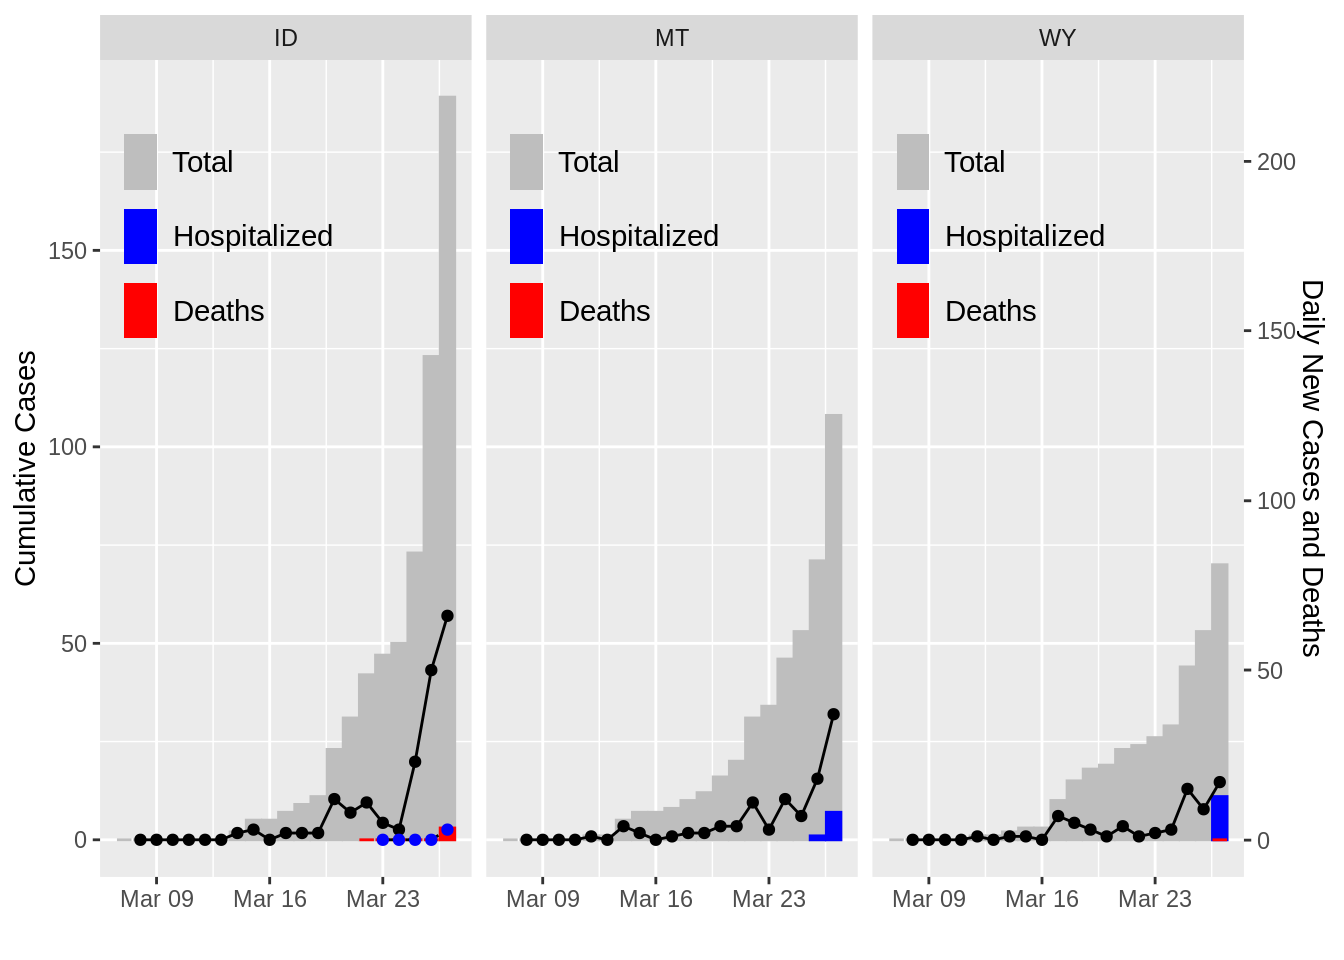 ID MT WY
Total Total Total
Hospitalized Hospitalized Hospitalized
Deaths Deaths Deaths
Cumulative Cases
150
100
50
0
200
150
100
50
0
Daily New Cases and Deaths
Mar 09 Mar 16 Mar 23 Mar 09 Mar 16 Mar 23 Mar 09 Mar 16 Mar 23